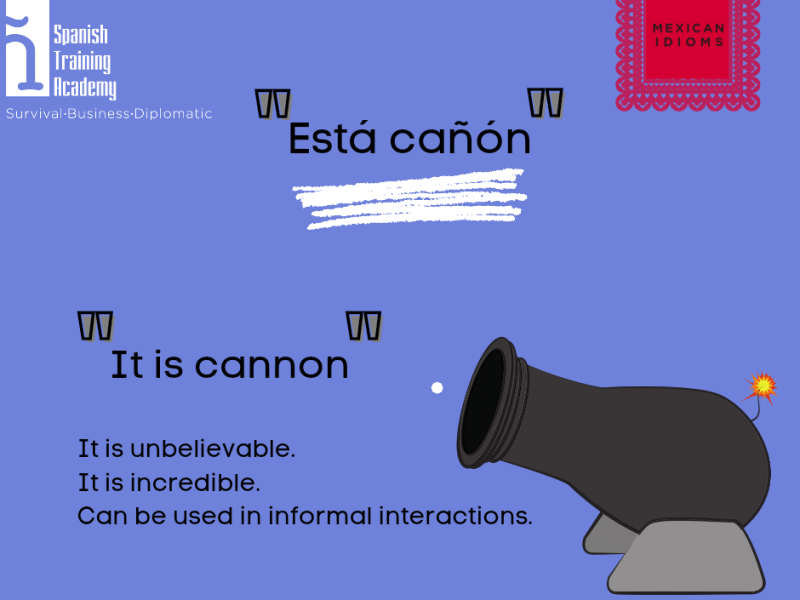 Spanish
Training
Academy
Survival·Business·Diplomatic
MEXICAN
IDIOMS
"Está cañón"
"It is cannon"
It is unbelievable.
It is incredible.
Can be used in informal interactions.